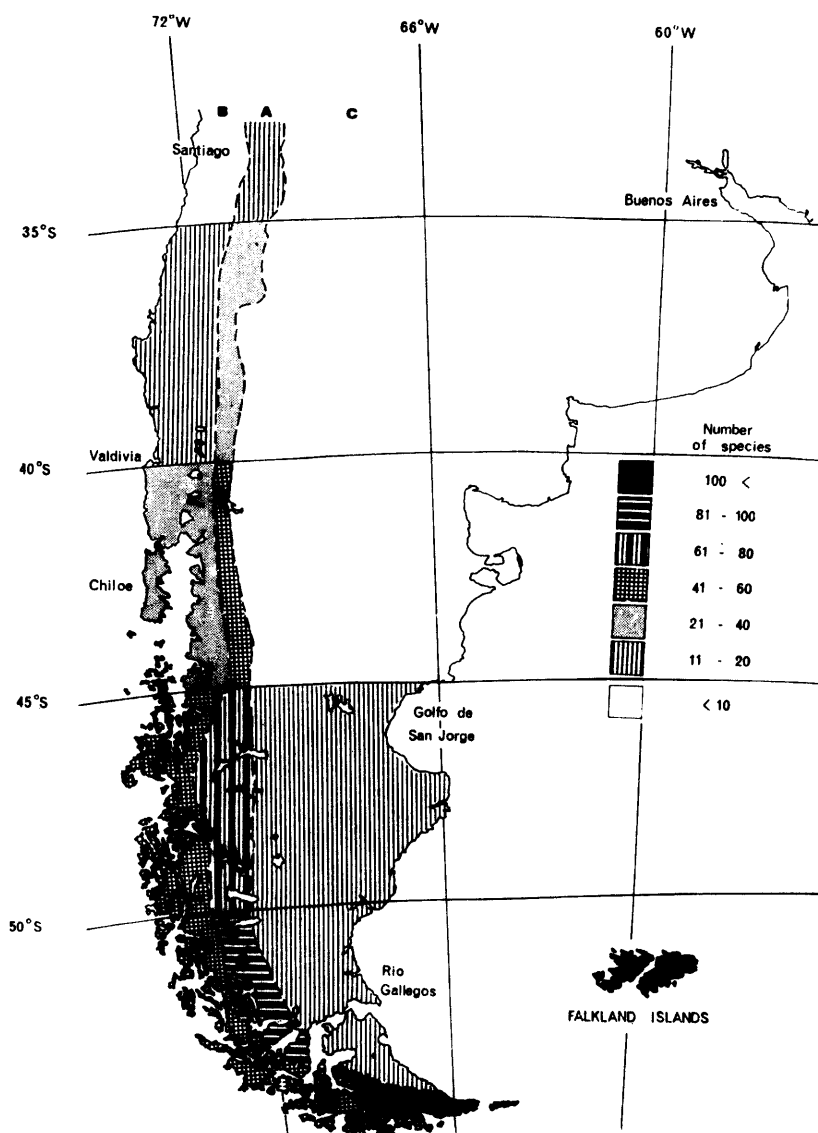 72°W
66°W
60°W
B A C
Santiago
Buenos Aires
35°S
Number
of species
Valdivia
40°S
100 <
81 - 100
61 - 80
Chiloe
41 - 60
21 - 40
11 - 20
45°S
Golfo de
San Jorge
< 10
50°S
Rio
Gallegos
FALKLAND ISLANDS